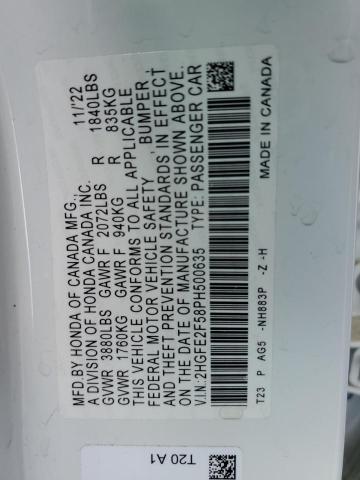 MFD.BY HONDA OF CANADA MFG., 11/'22
A DIVISION OF HONDA CANADA INC.
GVWR 3880LBS GAWR F 2072LBS R 1840LBS
GVWR 1760KG GAWR F 940KG R 835KG
THIS VEHICLE CONFORMS TO ALL APPLICABLE
FEDERAL MOTOR VEHICLE SAFETY, BUMPER,
AND THEFT PREVENTION STANDARDS IN EFFECT
ON THE DATE OF MANUFACTURE SHOWN ABOVE.
V.I.N:2HGFE2F58PH500635 TYPE:PASSENGER CAR
T23 P AG5 -NH883P -Z -H MADE IN CANADA
T20 A1